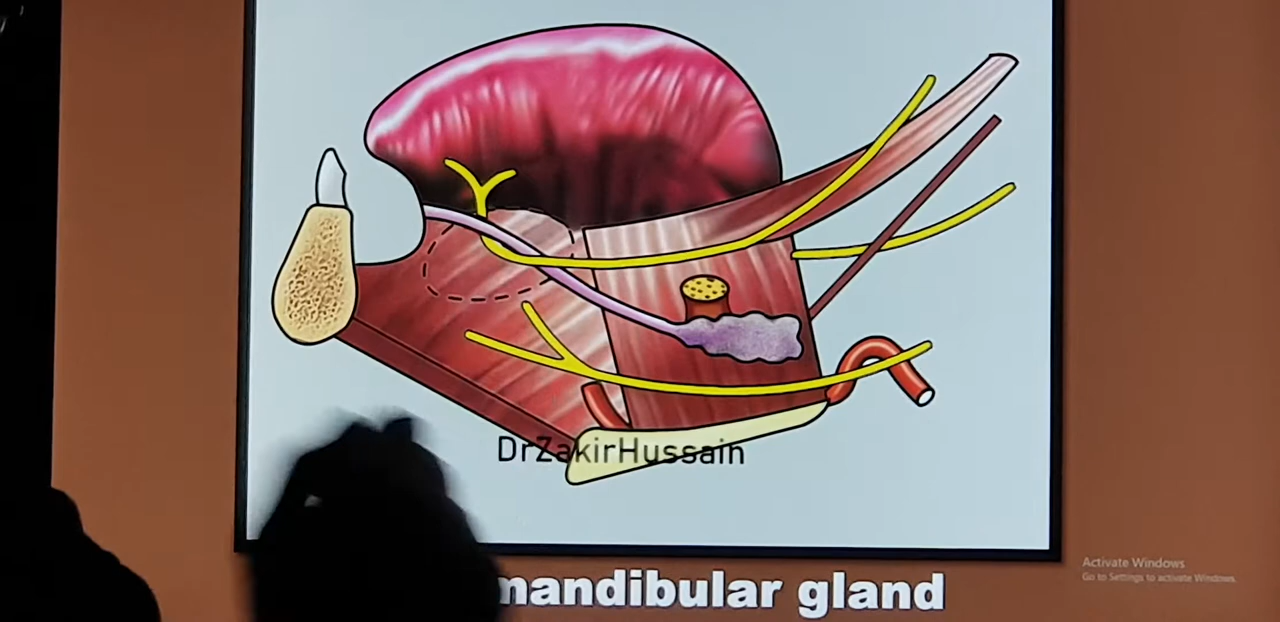 DrZakirHussain
mandibular gland
Activate Windows
Go to Settings to activate Windows.